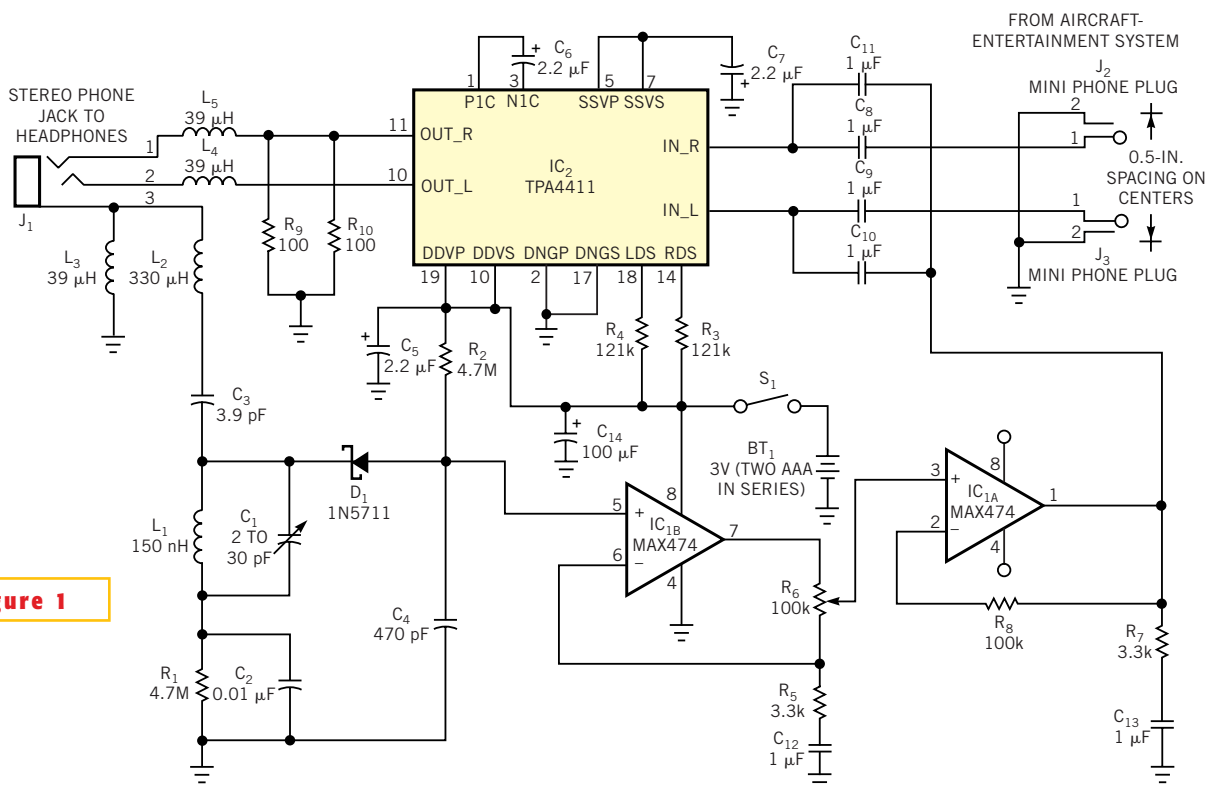 FROM AIRCRAFT-
ENTERTAINMENT SYSTEM
J2
MINI PHONE PLUG
2
1
0.5-IN.
SPACING ON
CENTERS
1
2
J3
MINI PHONE PLUG
C11
1 µF
C8
1 µF
C9
1 µF
C10
1 µF
C6
2.2 µF
+
C7
2.2 µF
+
1
3
5
7
P1C
N1C
SSVP
SSVS
11
OUT_R
10
OUT_L
IC2
TPA4411
IN_R
IN_L
DDVP
DDVS
DNGP
DNGS
LDS
RDS
19
10
2
17
18
14
STEREO PHONE
JACK TO
HEADPHONES
L5
39 µH
L4
39 µH
1
2
3
J1
R9
100
R10
100
L3
39 µH
L2
330 µH
+
C5
2.2 µF
R2
4.7M
R4
121k
R3
121k
C3
3.9 pF
+
C14
100 µF
S1
BT1
3V (TWO AAA
IN SERIES)
D1
1N5711
L1
150 nH
C1
2 TO
30 pF
5
+
6
–
IC1B
MAX474
8
4
7
3
+
2
–
IC1A
MAX474
8
4
1
R6
100k
R8
100k
R7
3.3k
gure 1
C4
470 pF
R1
4.7M
C2
0.01 µF
R5
3.3k
C12
1 µF
C13
1 µF